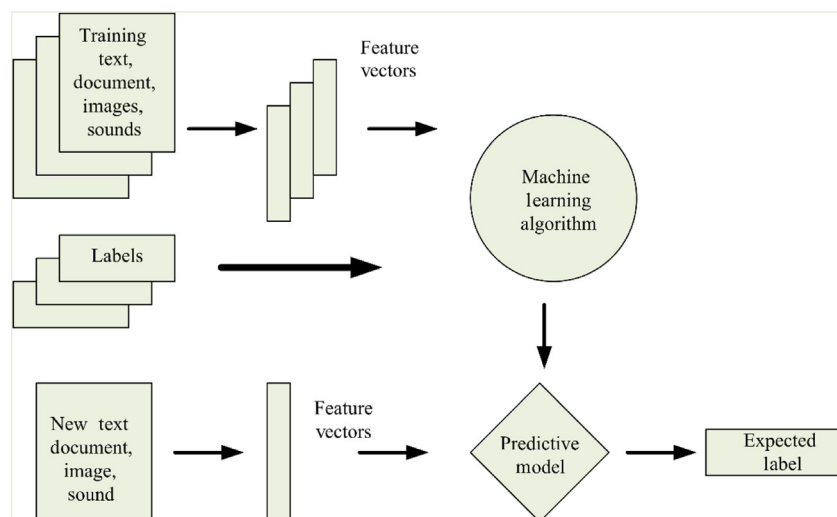 Training
text,
document,
images,
sounds
Feature
vectors
Machine
learning
algorithm
Labels
New text
document,
image,
sound
Feature
vectors
Predictive
model
Expected
label